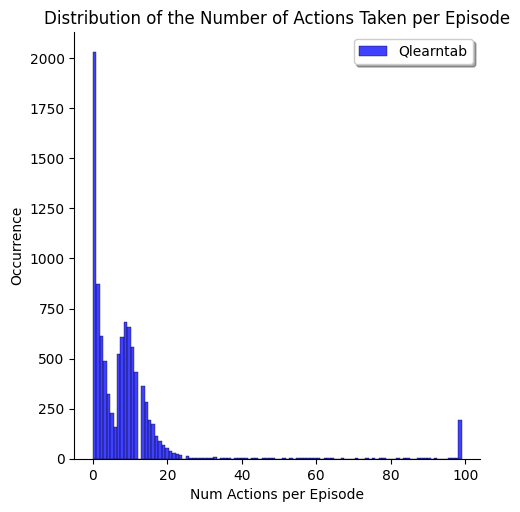 Distribution of the Number of Actions Taken per Episode
Qlearntab
2000
1750
1500
1250
1000
750
500
250
0
Occurrence
0 20 40 60 80 100
Num Actions per Episode